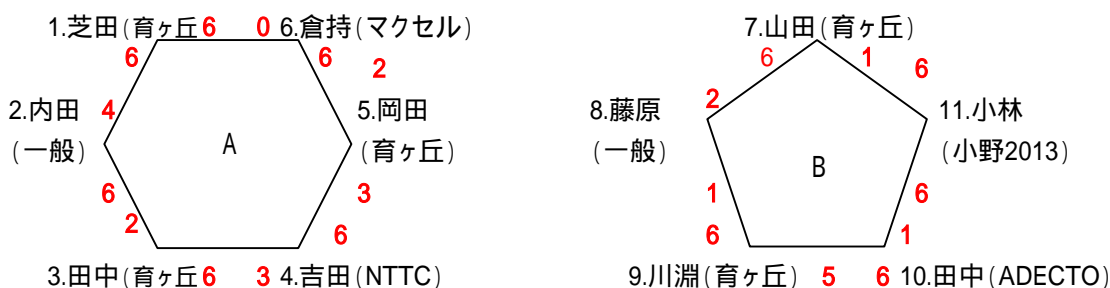 1.芝田(育ヶ丘 6 0 6.倉持(マクセル)
6 6 2
2.内田 4 5.岡田
(一般) A (育ヶ丘)
6 3
2 6
3.田中(育ヶ丘 6 3 4.吉田(NTTC)
7.山田(育ヶ丘)
6 1 6
8.藤原 2 11.小林
(一般) B (小野2013)
1 6
6 1
9.川淵(育ヶ丘) 5 6 10.田中(ADECTO)